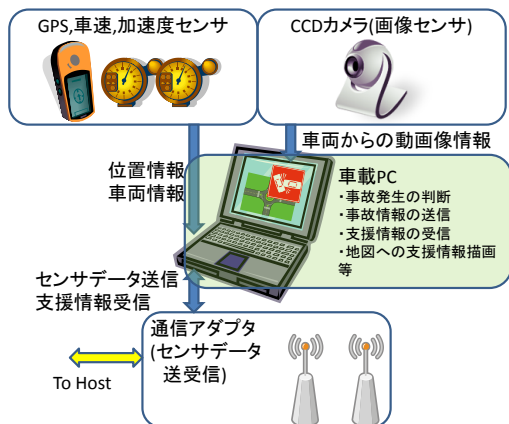 GPS,車速,加速度センサ
CCDカメラ(画像センサ)
車両からの動画像情報
位置情報
車両情報
車載PC
・事故発生の判断
・事故情報の送信
・支援情報の受信
・地図への支援情報描画
等
センサデータ送信
支援情報受信
通信アダプタ
(センサデータ
送受信)
To Host